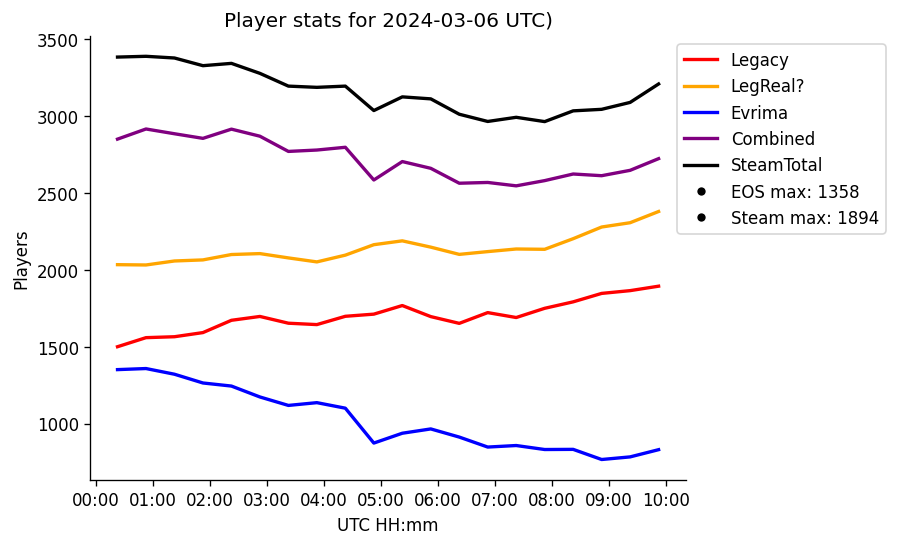 Player stats for 2024-03-06 UTC)
3500
3000
2500
2000
1500
1000
Players
00:00 01:00 02:00 03:00 04:00 05:00 06:00 07:00 08:00 09:00 10:00
UTC HH:mm
Legacy
LegReal?
Evrima
Combined
SteamTotal
EOS max: 1358
Steam max: 1894